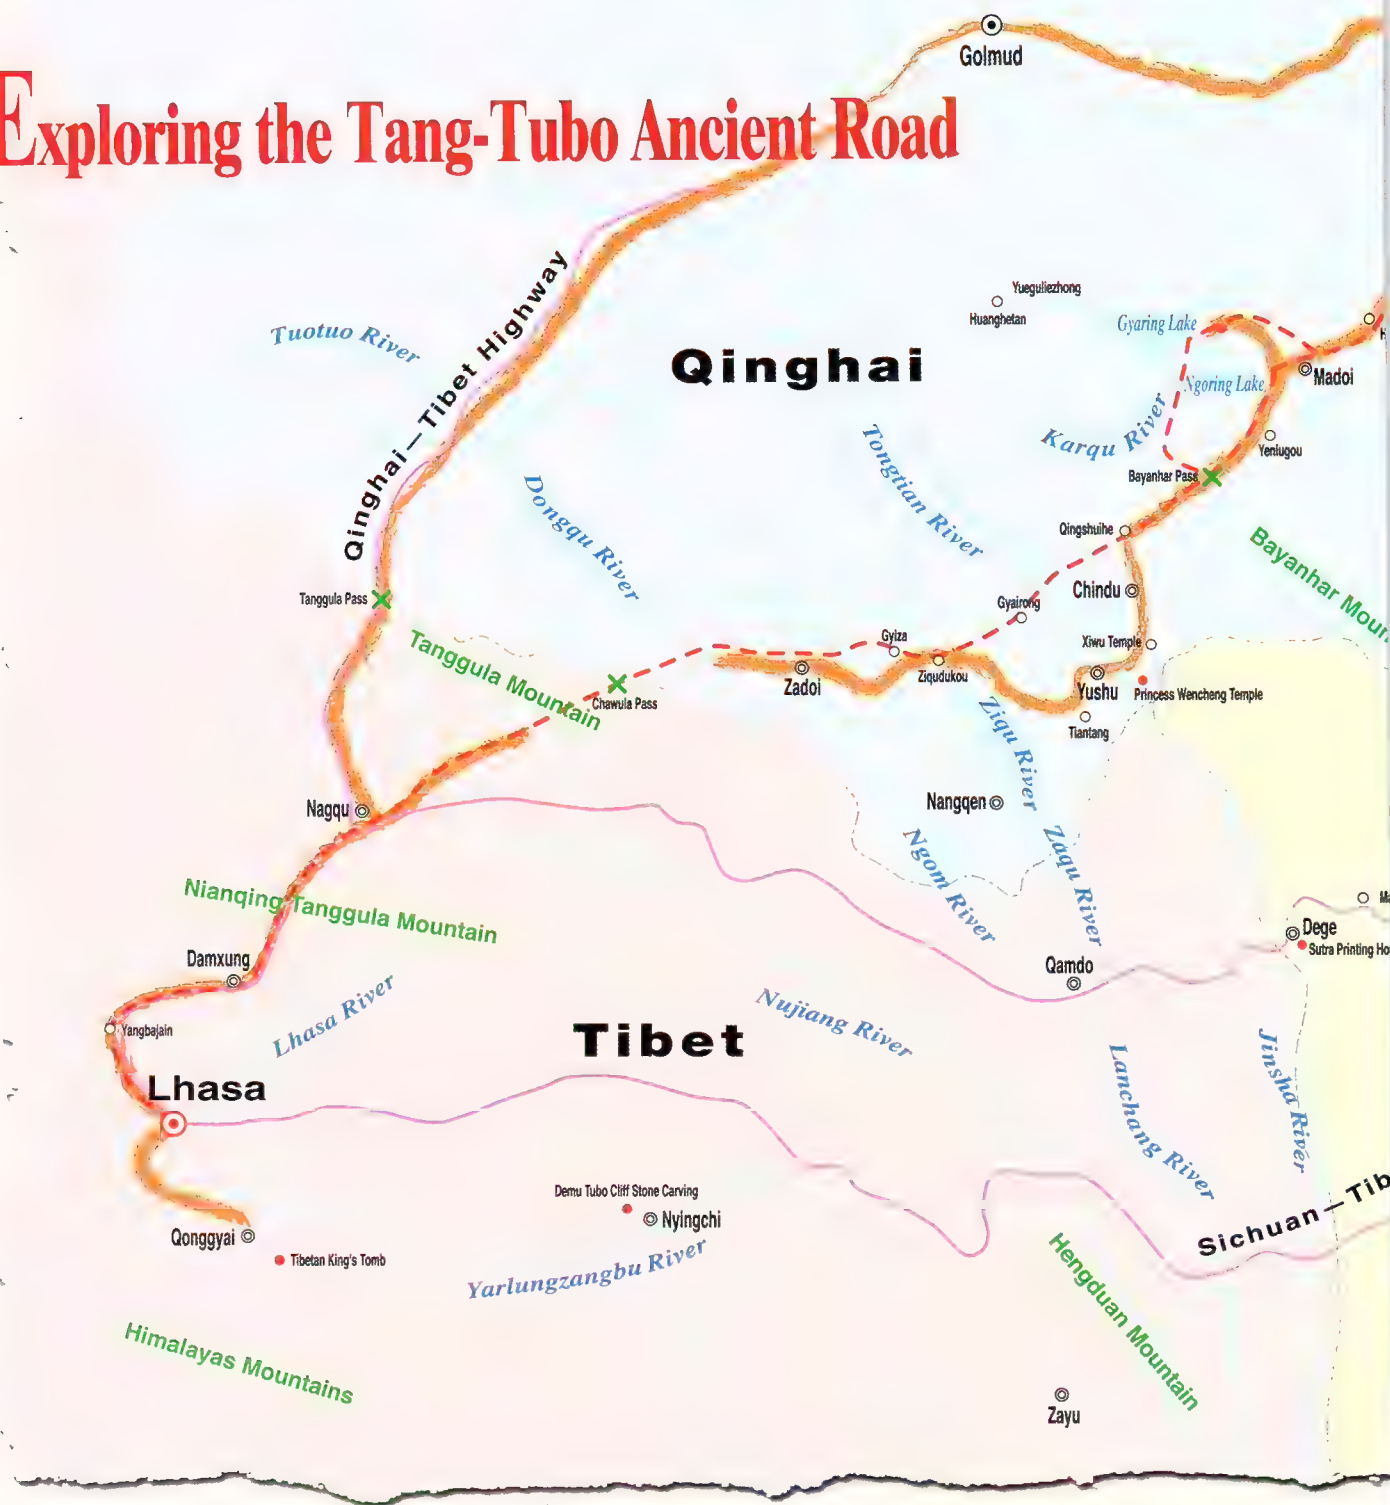 Golmud
Exploring the Tang-Tubo Ancient Road
Qinghai—Tibet Highway
Yueguliezhong
Huanghetan
Gyaring Lake
Tuotuo River
Qinghai
Ngoring Lake
Madoi
Karqu River
Yeniugou
Tongtian River
Bayanhar Pass
Dongqu River
Qingshuihe
Bayanhar Moun
Chindu
Tanggula Pass
Gyairong
Gyiza
Xiwu Temple
Tanggula Mountain
Ziqudukou
Zadoi
Yushu
Princess Wencheng Temple
Chawula Pass
Tiantang
Ziqu River
Nagqu
Nangqen
Ngom River
Zaqu River
Nianqing Tanggula Mountain
Ma
Dege
Sutra Printing Ho
Damxung
Qamdo
Lhasa River
Nujiang River
Yangbajain
Tibet
Jinsha River
Lanchang River
Lhasa
Demu Tubo Cliff Stone Carving
Nyingchi
Sichuan—Tib
Qonggyai
Tibetan King's Tomb
Yarlungzangbu River
Hengduan Mountain
Himalayas Mountains
Zayu